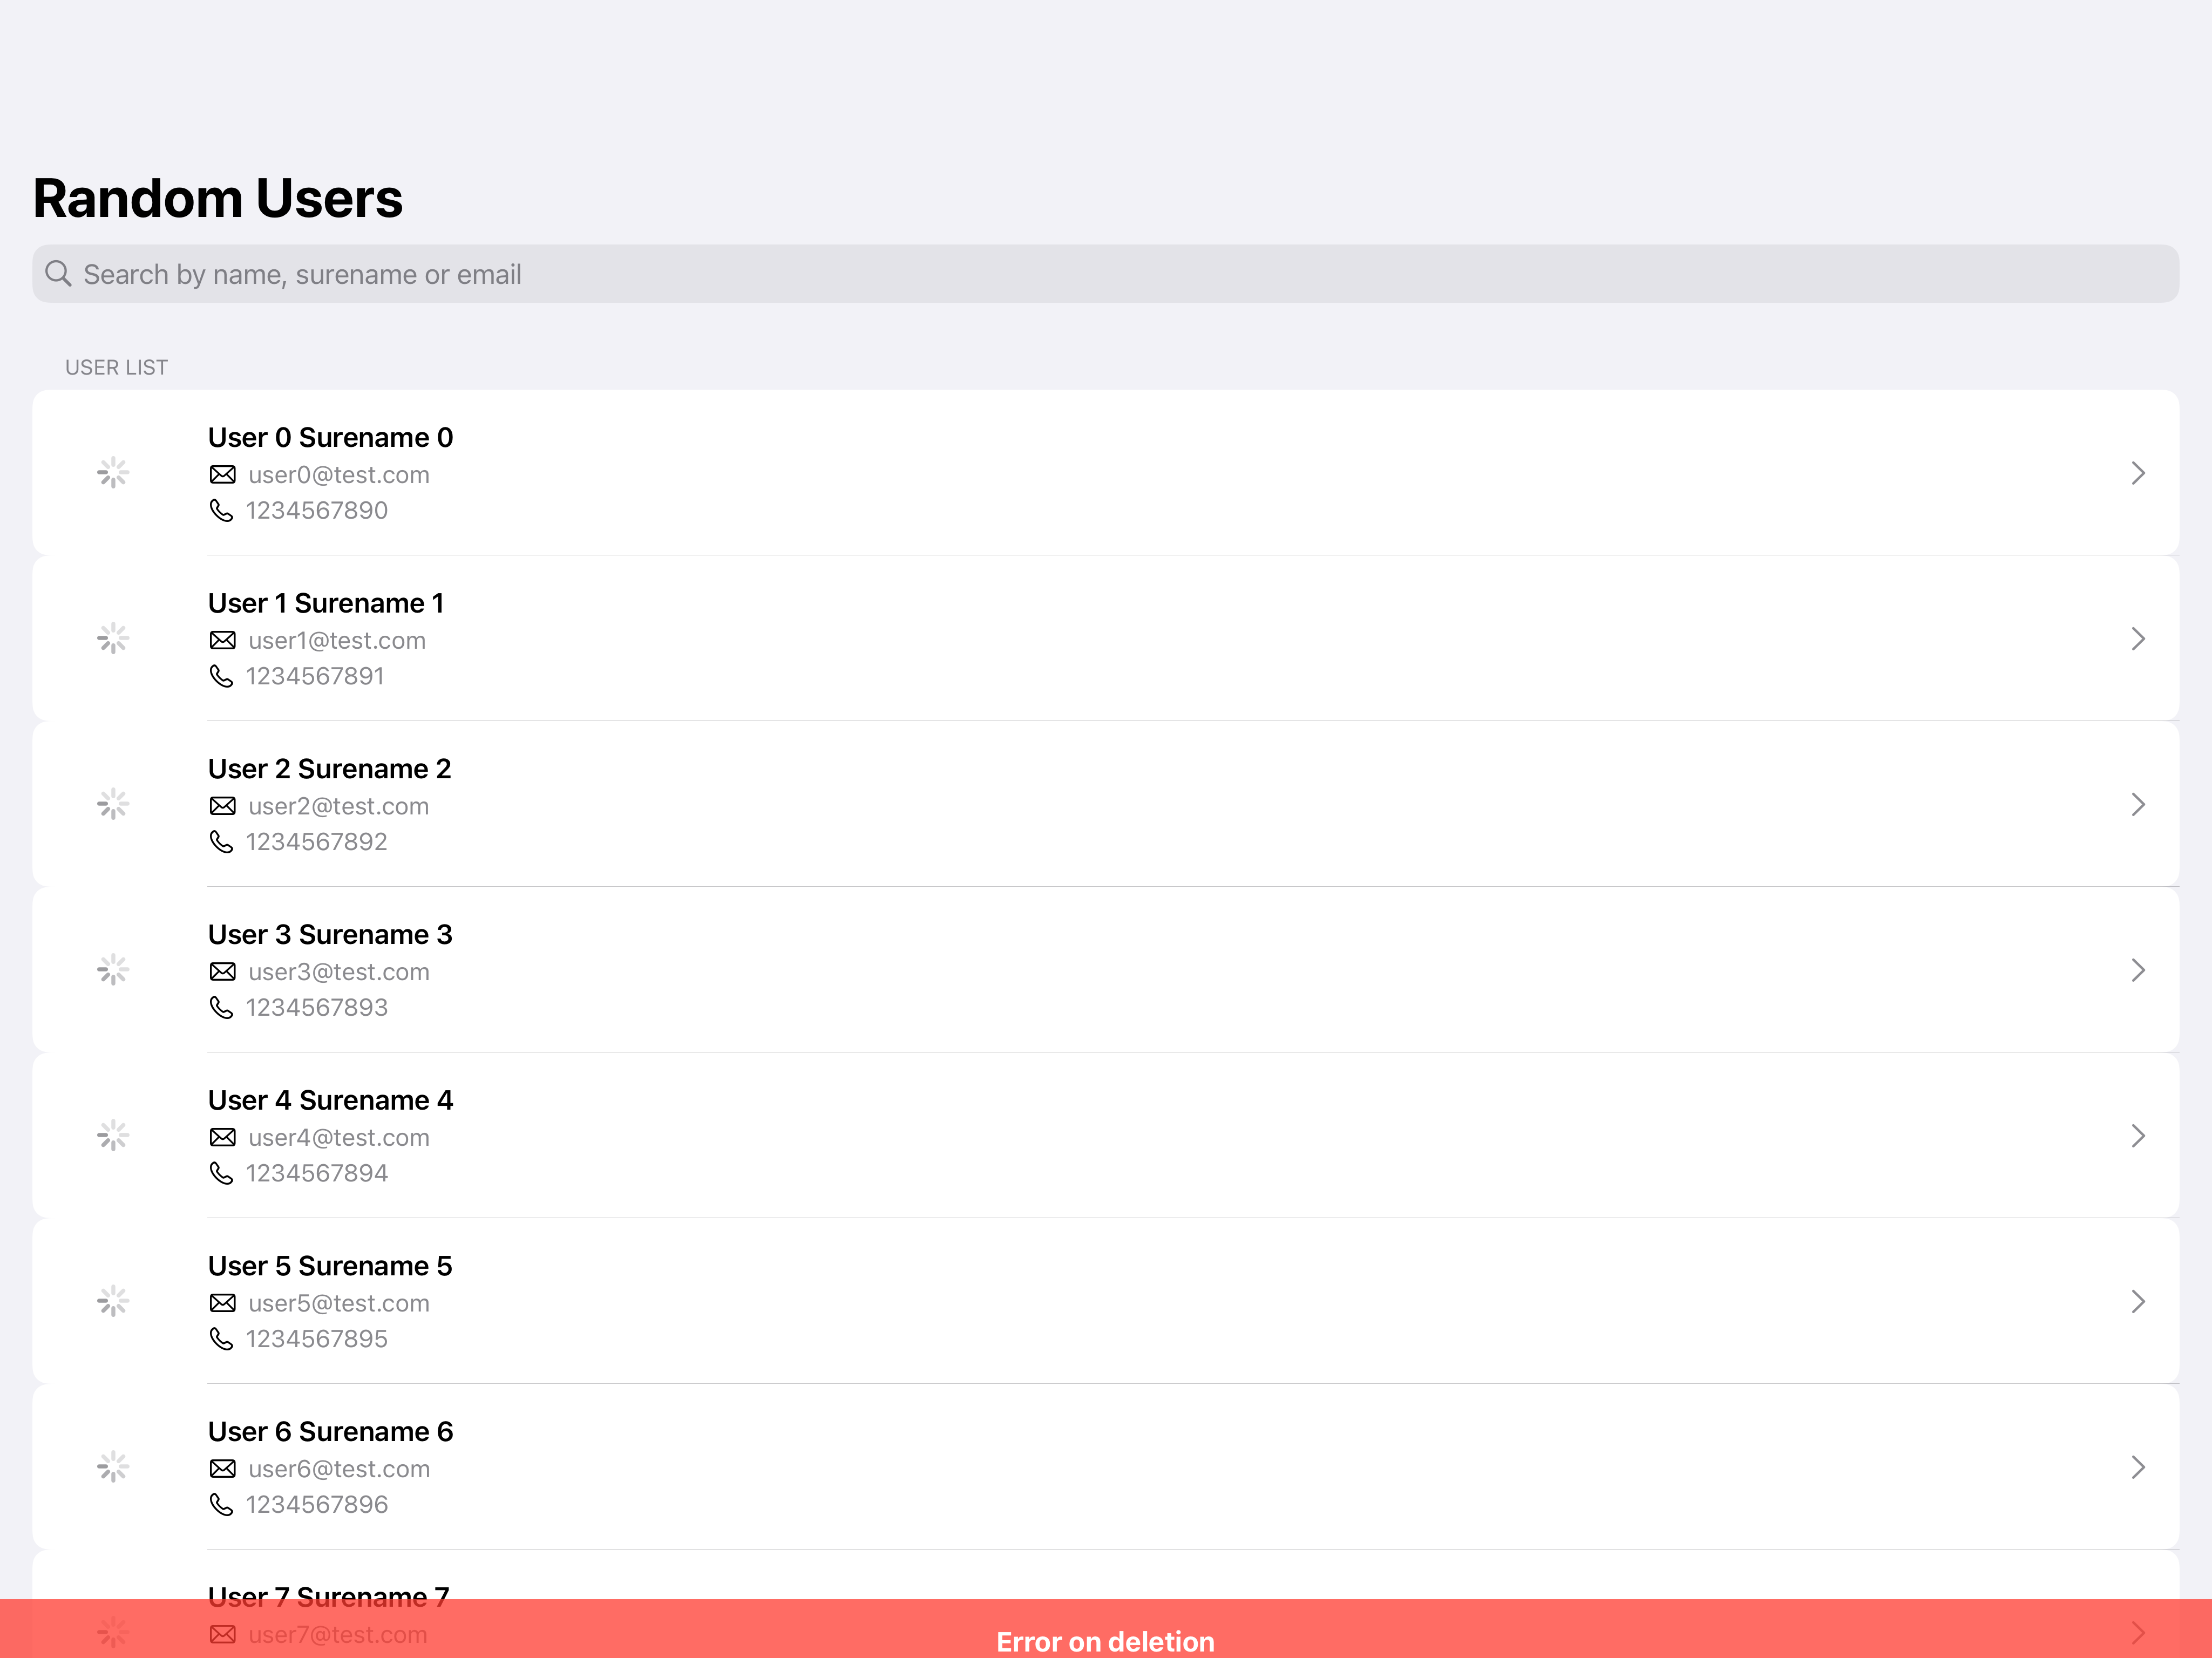 Random Users
Search by name, surename or email
USER LIST
User 0 Surename 0
user0@test.com
1234567890
User 1 Surename 1
user1@test.com
1234567891
User 2 Surename 2
user2@test.com
1234567892
User 3 Surename 3
user3@test.com
1234567893
User 4 Surename 4
user4@test.com
1234567894
User 5 Surename 5
user5@test.com
1234567895
User 6 Surename 6
user6@test.com
1234567896
User 7 Surename 7
user7@test.com
Error on deletion